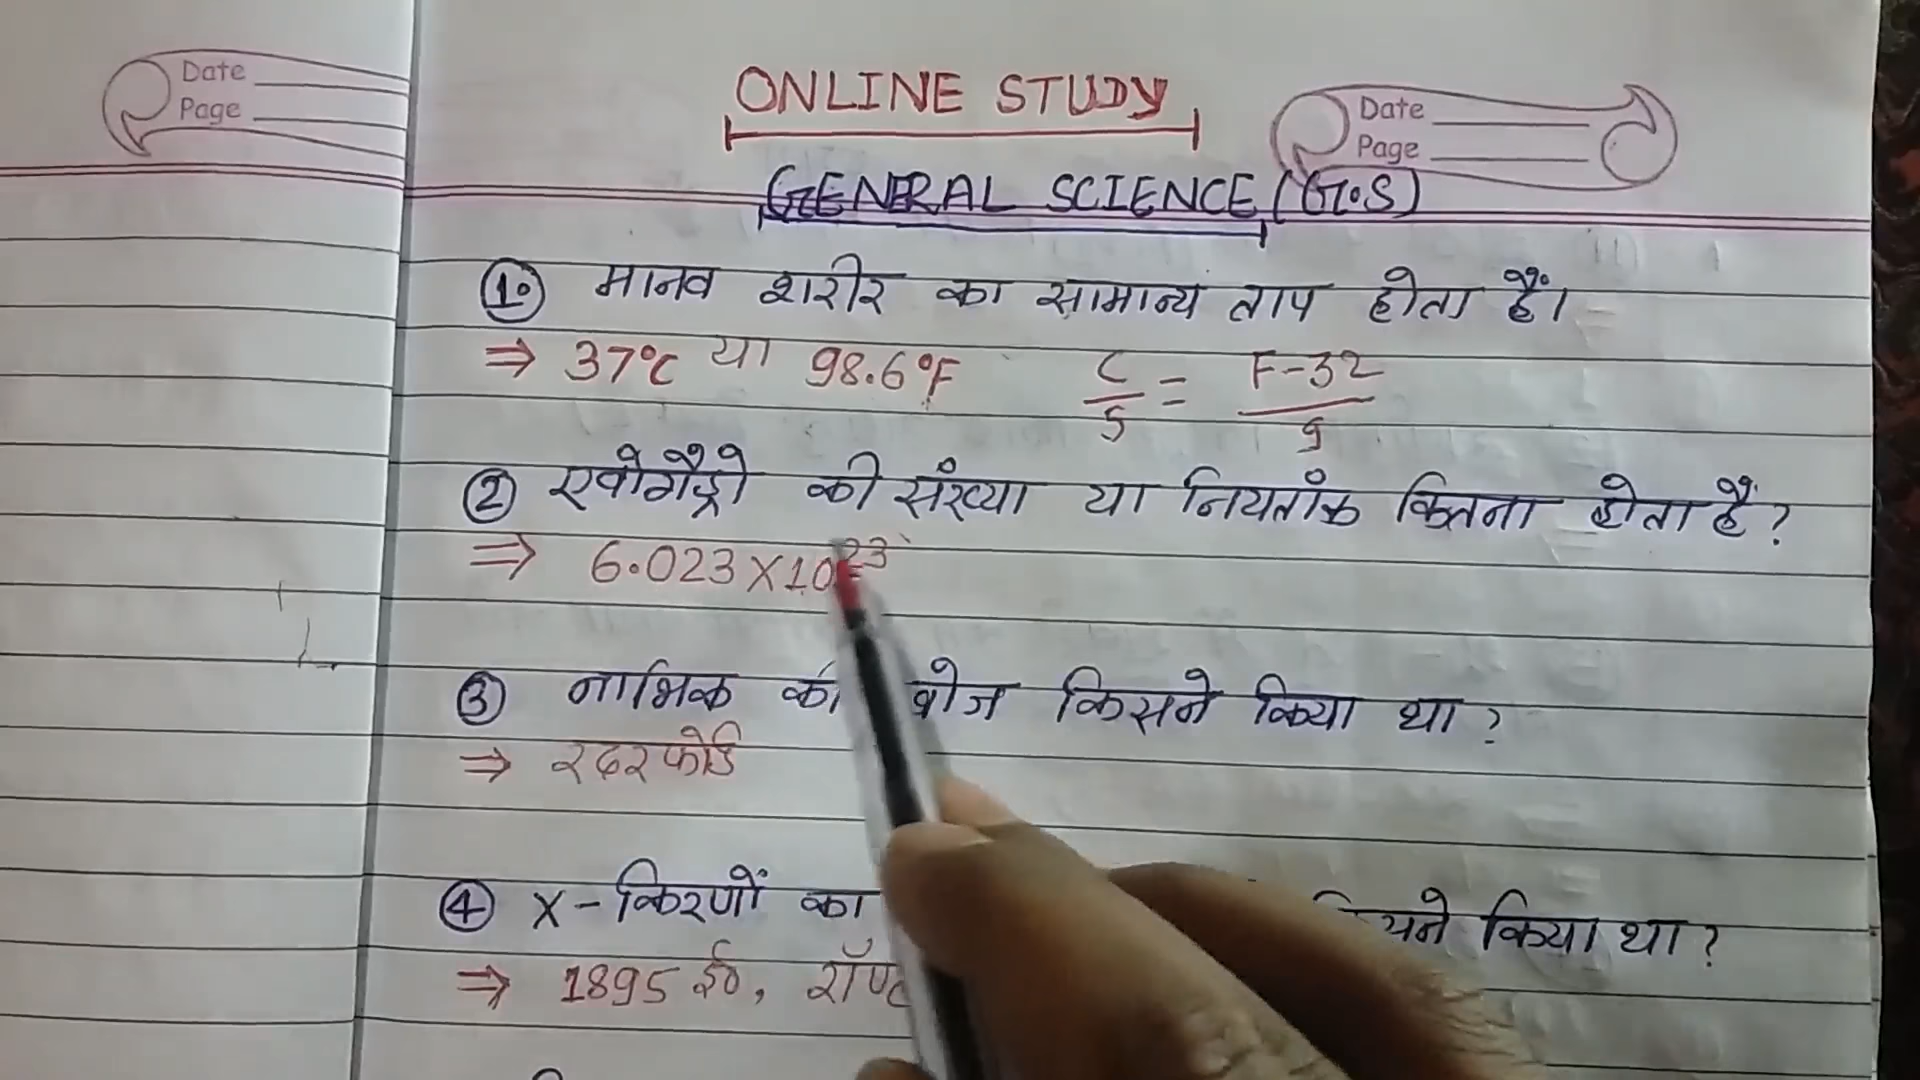 Date
Page
ONLINE STUDY
Date
Page
GENERAL SCIENCE (G.S)
1. मानव शरीर का सामान्य ताप होता हैं।
⇒ 37°C या 98.6°F C/5 = F-32/9
② एवोगैड्रो की संख्या या नियतांक कितना होता है?
⇒ 6.023×10²³
③ नाभिक की खोज किसने किया था?
⇒ रदरफोर्ड
④ X-किरणों का किया था?
⇒ 1895 ई०,